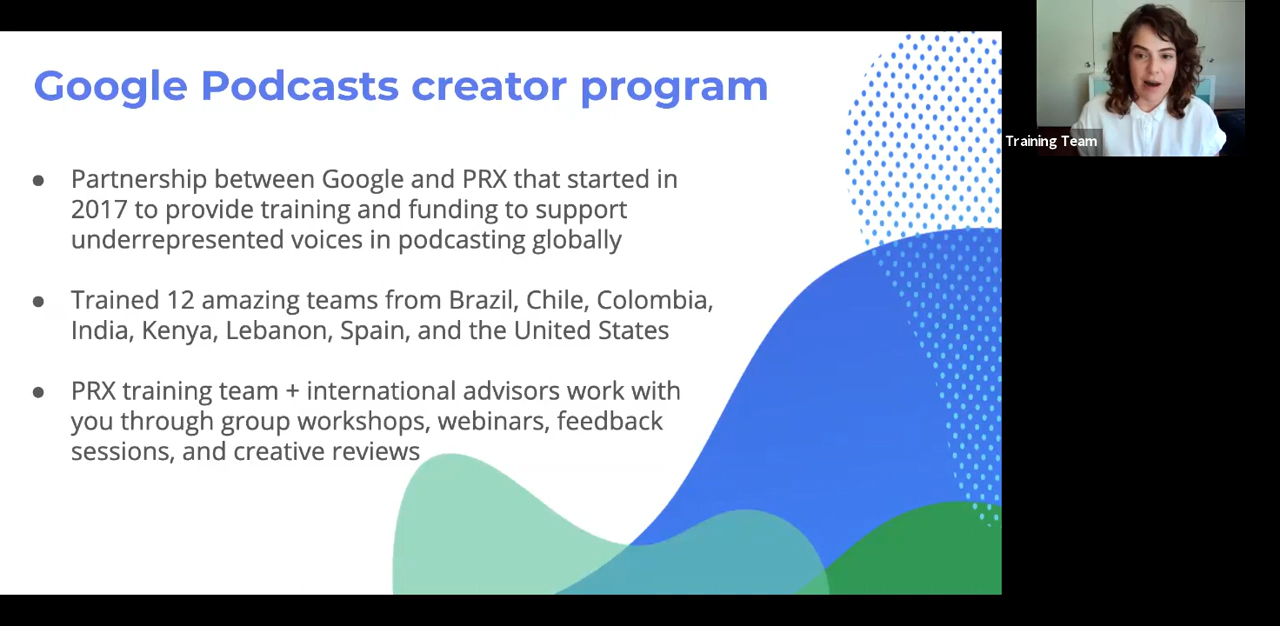 Google Podcasts creator program
Training Team
● Partnership between Google and PRX that started in
2017 to provide training and funding to support
underrepresented voices in podcasting globally
● Trained 12 amazing teams from Brazil, Chile, Colombia,
India, Kenya, Lebanon, Spain, and the United States
● PRX training team + international advisors work with
you through group workshops, webinars, feedback
sessions, and creative reviews